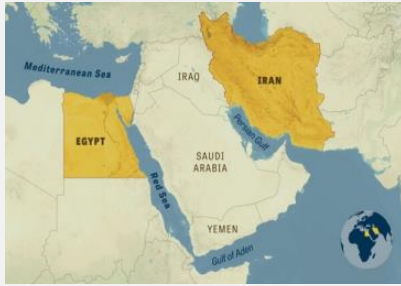 Mediterranean Sea
IRAQ
IRAN
EGYPT
Persian Gulf
SAUDI
ARABIA
Red Sea
YEMEN
Gulf of Aden